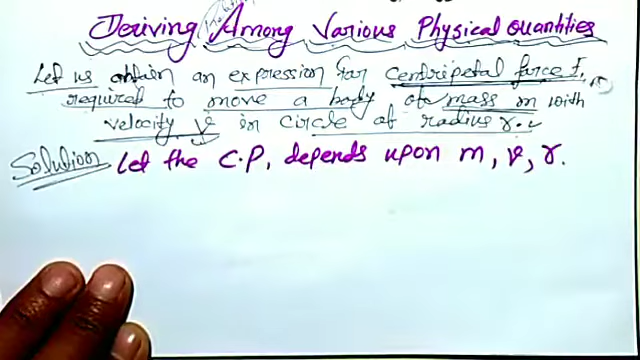 Deriving Among Various Physical Quantities
Let us obtain an expression for centripetal force F,
required to move a body of mass m with
velocity v in circle of radius r.
Solution Let the C.P, depends upon m, v, r.